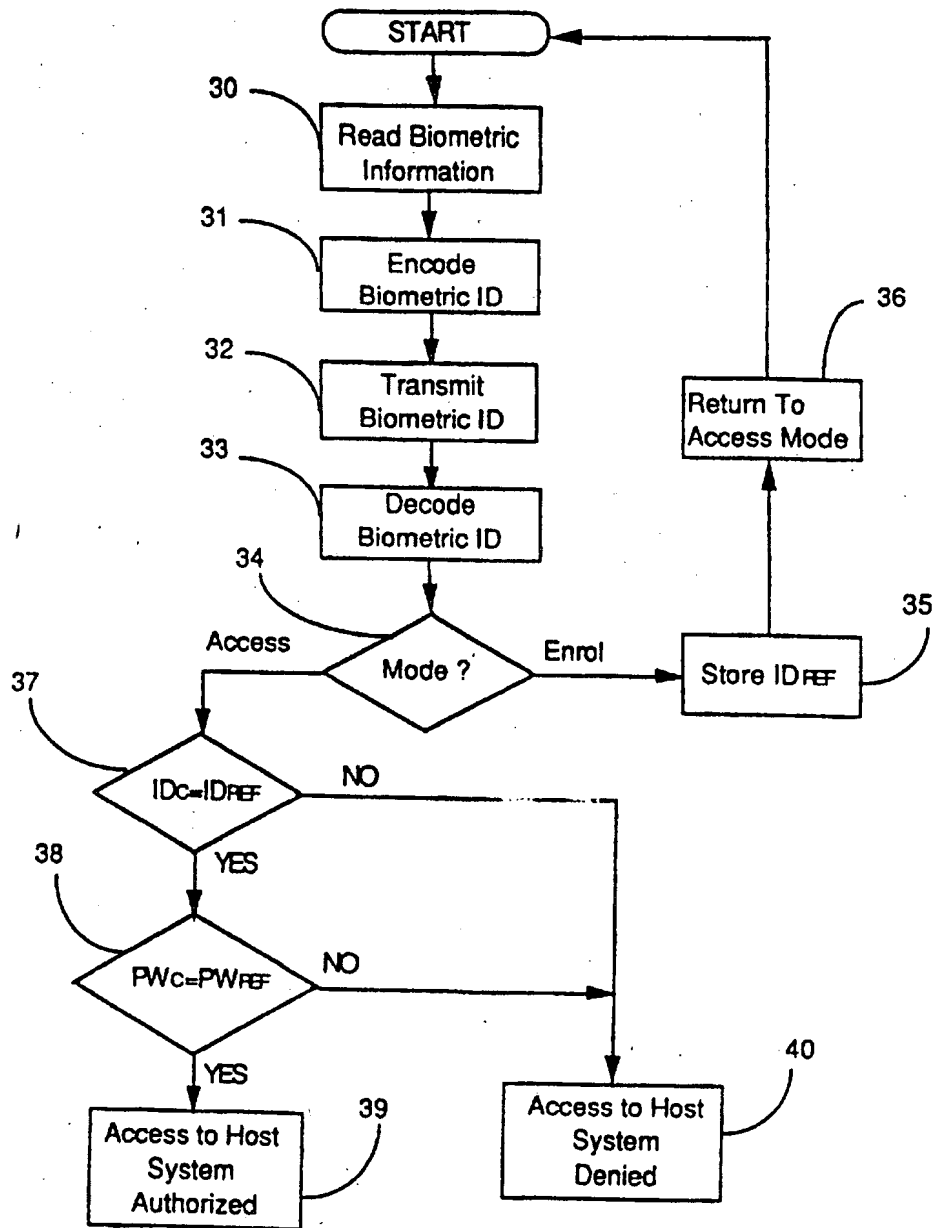 START
30
Read Biometric
Information
31
Encode
Biometric ID
32
Transmit
Biometric ID
36
Return To
Access Mode
33
Decode
Biometric ID
34
Access
Mode ?
Enrol
35
Store IDREF
37
IDC=IDREF
NO
YES
38
PWC=PWREF
NO
YES
39
Access to Host
System
Authorized
40
Access to Host
System
Denied